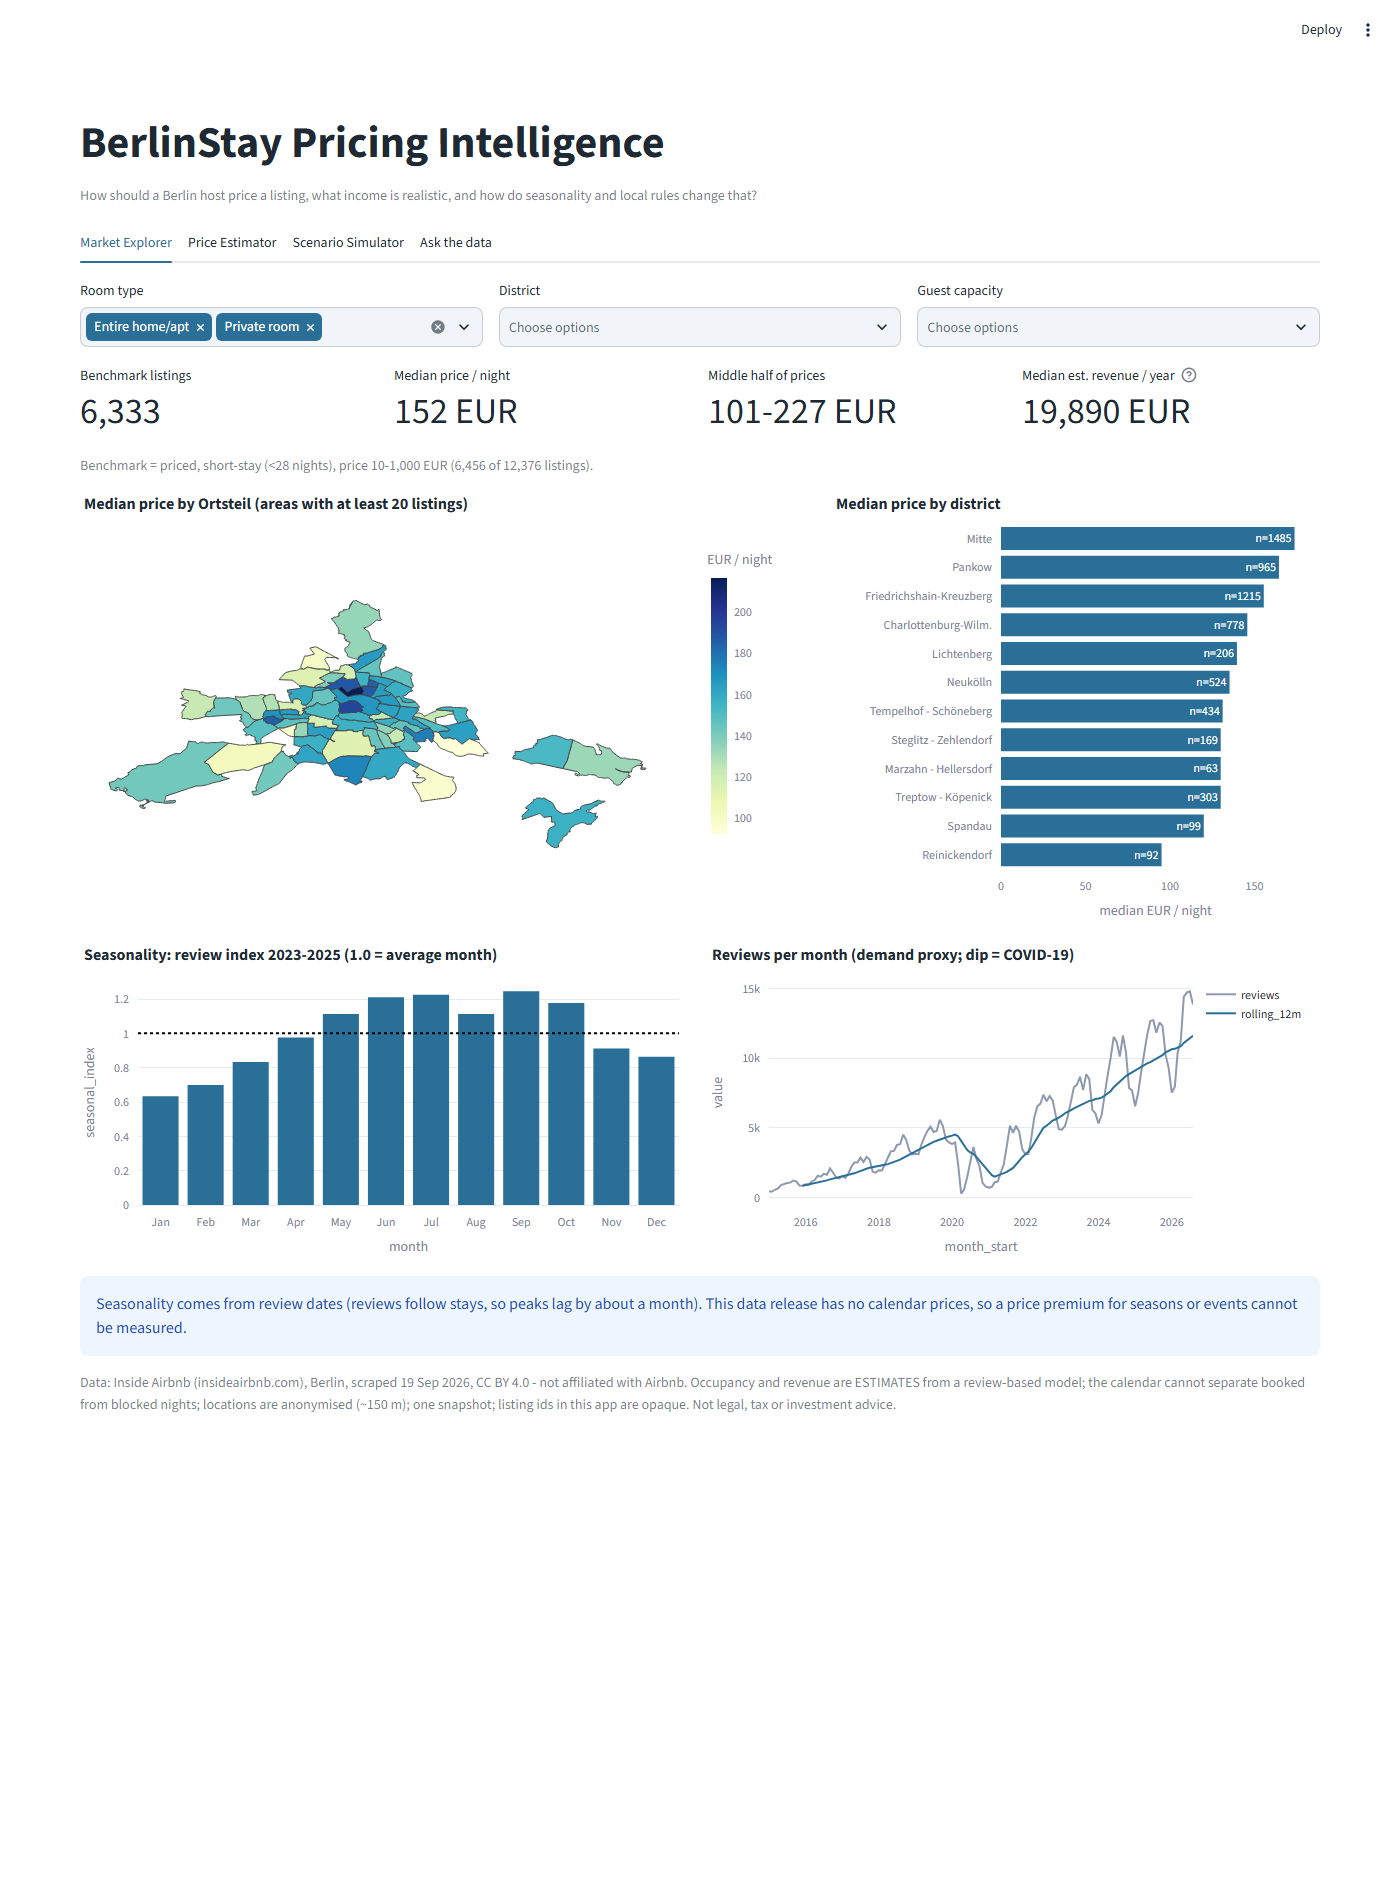 Deploy
BerlinStay Pricing Intelligence
How should a Berlin host price a listing, what income is realistic, and how do seasonality and local rules change that?
Market Explorer Price Estimator Scenario Simulator Ask the data
Room type District Guest capacity
Entire home/apt × Private room × Choose options Choose options
Benchmark listings Median price / night Middle half of prices Median est. revenue / year ?
6,333 152 EUR 101-227 EUR 19,890 EUR
Benchmark = priced, short-stay (<28 nights), price 10-1,000 EUR (6,456 of 12,376 listings).
Median price by Ortsteil (areas with at least 20 listings)
EUR / night
200
180
160
140
120
100
Median price by district
Mitte n=1485
Pankow n=965
Friedrichshain-Kreuzberg n=1215
Charlottenburg-Wilm. n=778
Lichtenberg n=206
Neukölln n=524
Tempelhof - Schöneberg n=434
Steglitz - Zehlendorf n=169
Marzahn - Hellersdorf n=63
Treptow - Köpenick n=303
Spandau n=99
Reinickendorf n=92
0 50 100 150
median EUR / night
Seasonality: review index 2023-2025 (1.0 = average month)
seasonal_index
1.2
1
0.8
0.6
0.4
0.2
0
Jan Feb Mar Apr May Jun Jul Aug Sep Oct Nov Dec
month
Reviews per month (demand proxy; dip = COVID-19)
value
15k
10k
5k
0
2016 2018 2020 2022 2024 2026
month_start
reviews
rolling_12m
Seasonality comes from review dates (reviews follow stays, so peaks lag by about a month). This data release has no calendar prices, so a price premium for seasons or events cannot
be measured.
Data: Inside Airbnb (insideairbnb.com), Berlin, scraped 19 Sep 2026, CC BY 4.0 - not affiliated with Airbnb. Occupancy and revenue are ESTIMATES from a review-based model; the calendar cannot separate booked
from blocked nights; locations are anonymised (~150 m); one snapshot; listing ids in this app are opaque. Not legal, tax or investment advice.